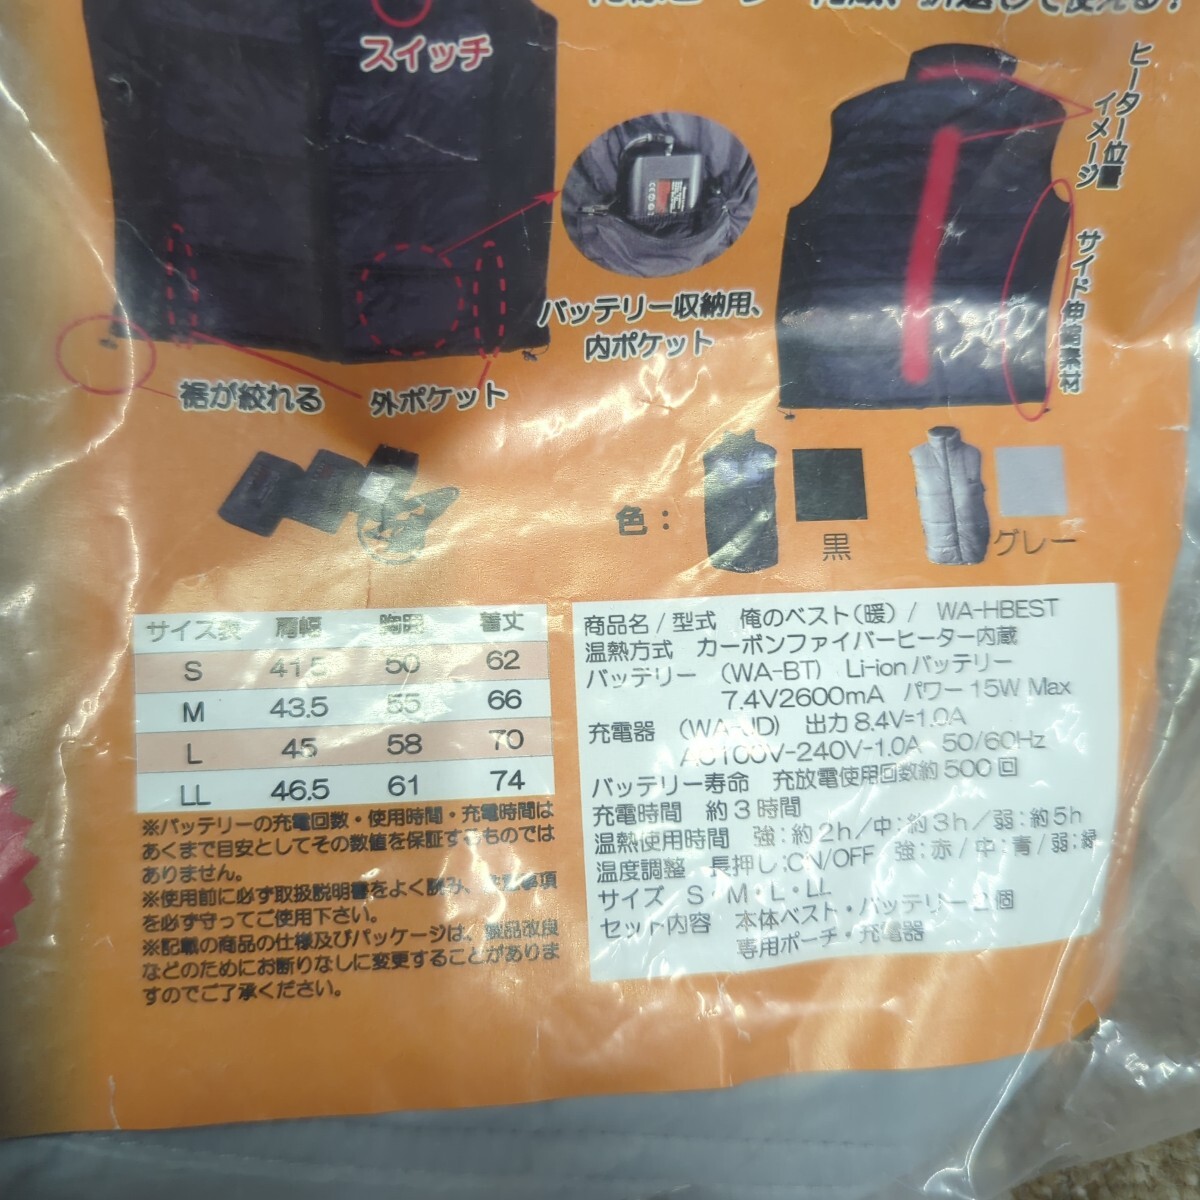 スイッチ
ヒーター位置
イメージ
サイド伸縮素材
バッテリー収納用、
内ポケット
裾が絞れる
外ポケット
色：
黒
グレー
サイズ表 肩幅 胸囲 着丈
S 41.5 50 62
M 43.5 55 66
L 45 58 70
LL 46.5 61 74
※バッテリーの充電回数・使用時間・充電時間は
あくまで目安としてその数値を保証するものでは
ありません。
※使用前に必ず取扱説明書をよく読み、注意事項
を必ず守ってご使用下さい。
※記載の商品の仕様及びパッケージは、製品改良
などのためにお断りなしに変更することがありま
すのでご了承ください。
商品名/型式 俺のベスト(暖) / WA-HBEST
温熱方式 カーボンファイバーヒーター内蔵
バッテリー (WA-BT) Li-ionバッテリー
7.4V2600mA パワー15W Max
充電器 出力8.4V=1.0A
AC100V-240V-1.0A 50/60Hz
バッテリー寿命 充放電使用回数約500回
充電時間 約3時間
温熱使用時間 強:約2h/中:約3h/弱:約5h
温度調整 長押し:ON/OFF 強:赤/中:青/弱:緑
サイズ S・M・L・LL
セット内容 本体ベスト・バッテリー 個
専用ポーチ・充電器